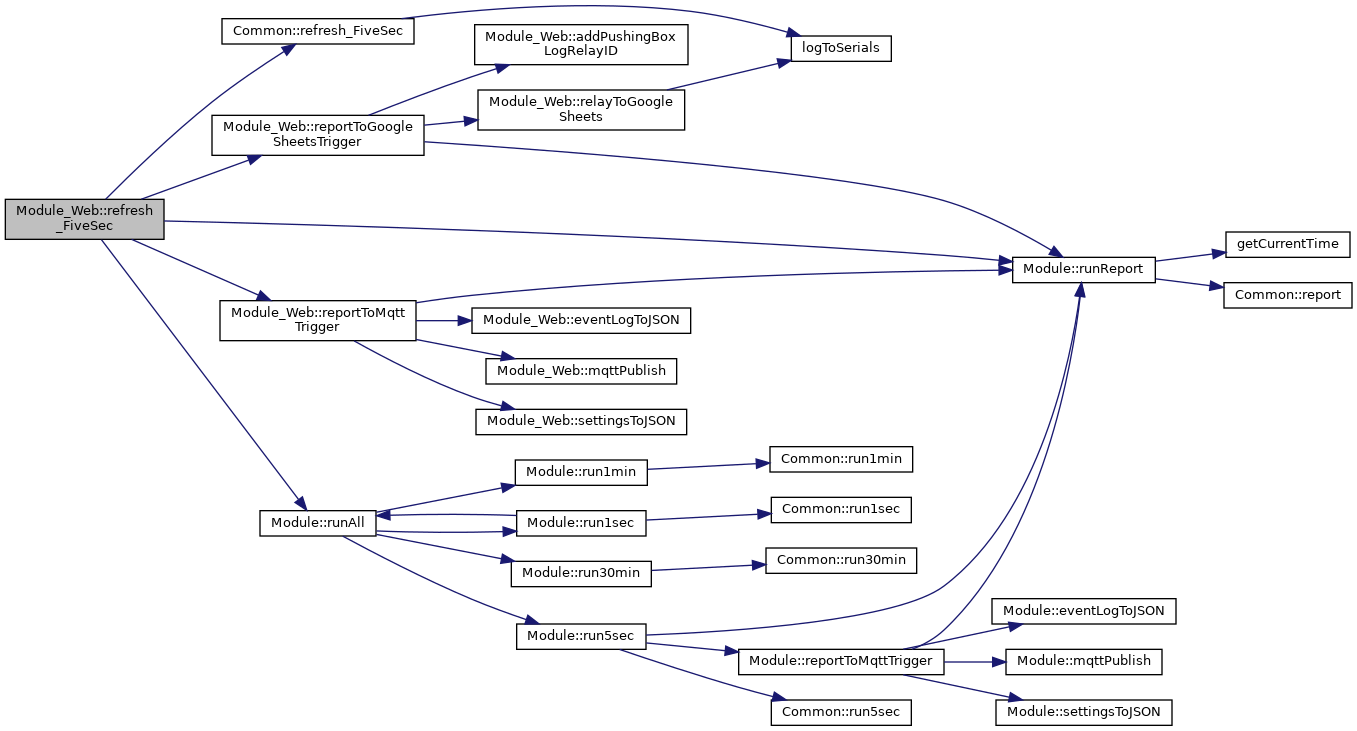 Common::refresh_FiveSec
Module_Web::addPushingBox
LogRelayID
logToSerials
Module_Web::relayToGoogle
Sheets
Module_Web::reportToGoogle
SheetsTrigger
Module_Web::refresh
_FiveSec
getCurrentTime
Module::runReport
Common::report
Module_Web::reportToMqtt
Trigger
Module_Web::eventLogToJSON
Module_Web::mqttPublish
Module_Web::settingsToJSON
Common::run1min
Module::run1min
Common::run1sec
Module::runAll
Module::run1sec
Common::run30min
Module::run30min
Module::eventLogToJSON
Module::run5sec
Module::reportToMqttTrigger
Module::mqttPublish
Common::run5sec
Module::settingsToJSON